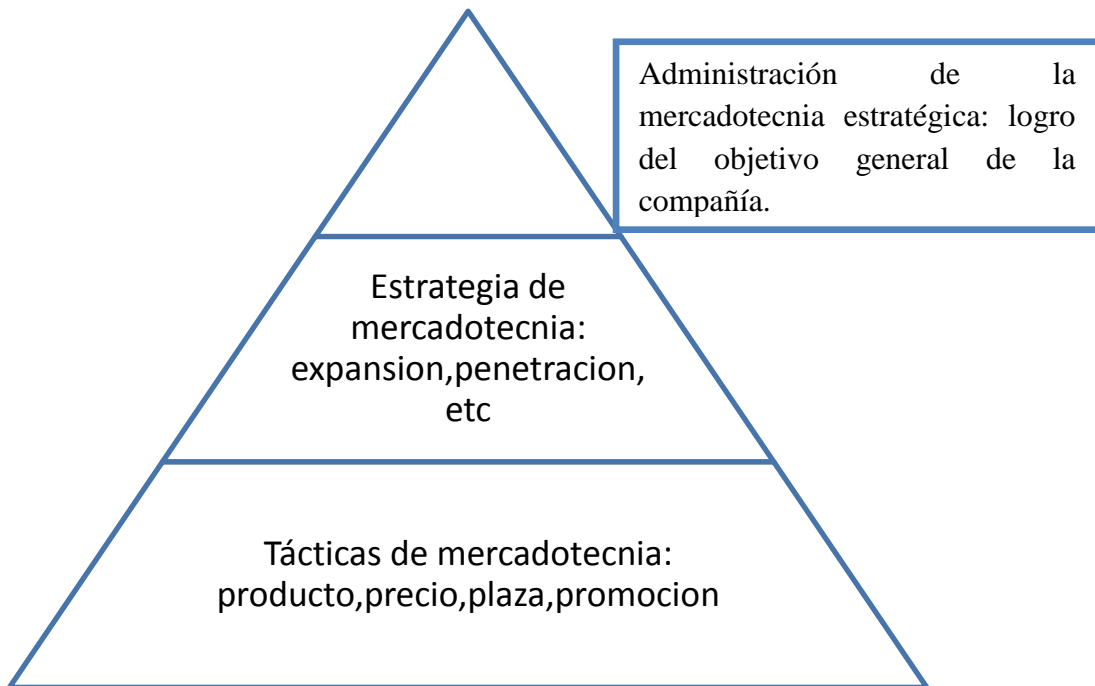 Administración de la
mercadotecnia estratégica: logro
del objetivo general de la
compañía.
Estrategia de
mercadotecnia:
expansion,penetracion,
etc
Tácticas de mercadotecnia:
producto,precio,plaza,promocion